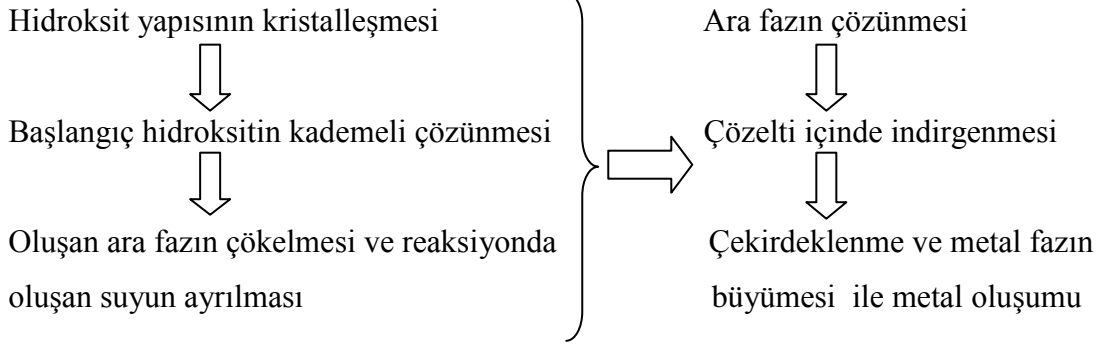 Hidroksit yapısının kristalleşmesi
Başlangıç hidroksitin kademeli çözünmesi
Oluşan ara fazın çökelmesi ve reaksiyonda
oluşan suyun ayrılması
Ara fazın çözünmesi
Çözelti içinde indirgenmesi
Çekirdeklenme ve metal fazın
büyümesi ile metal oluşumu